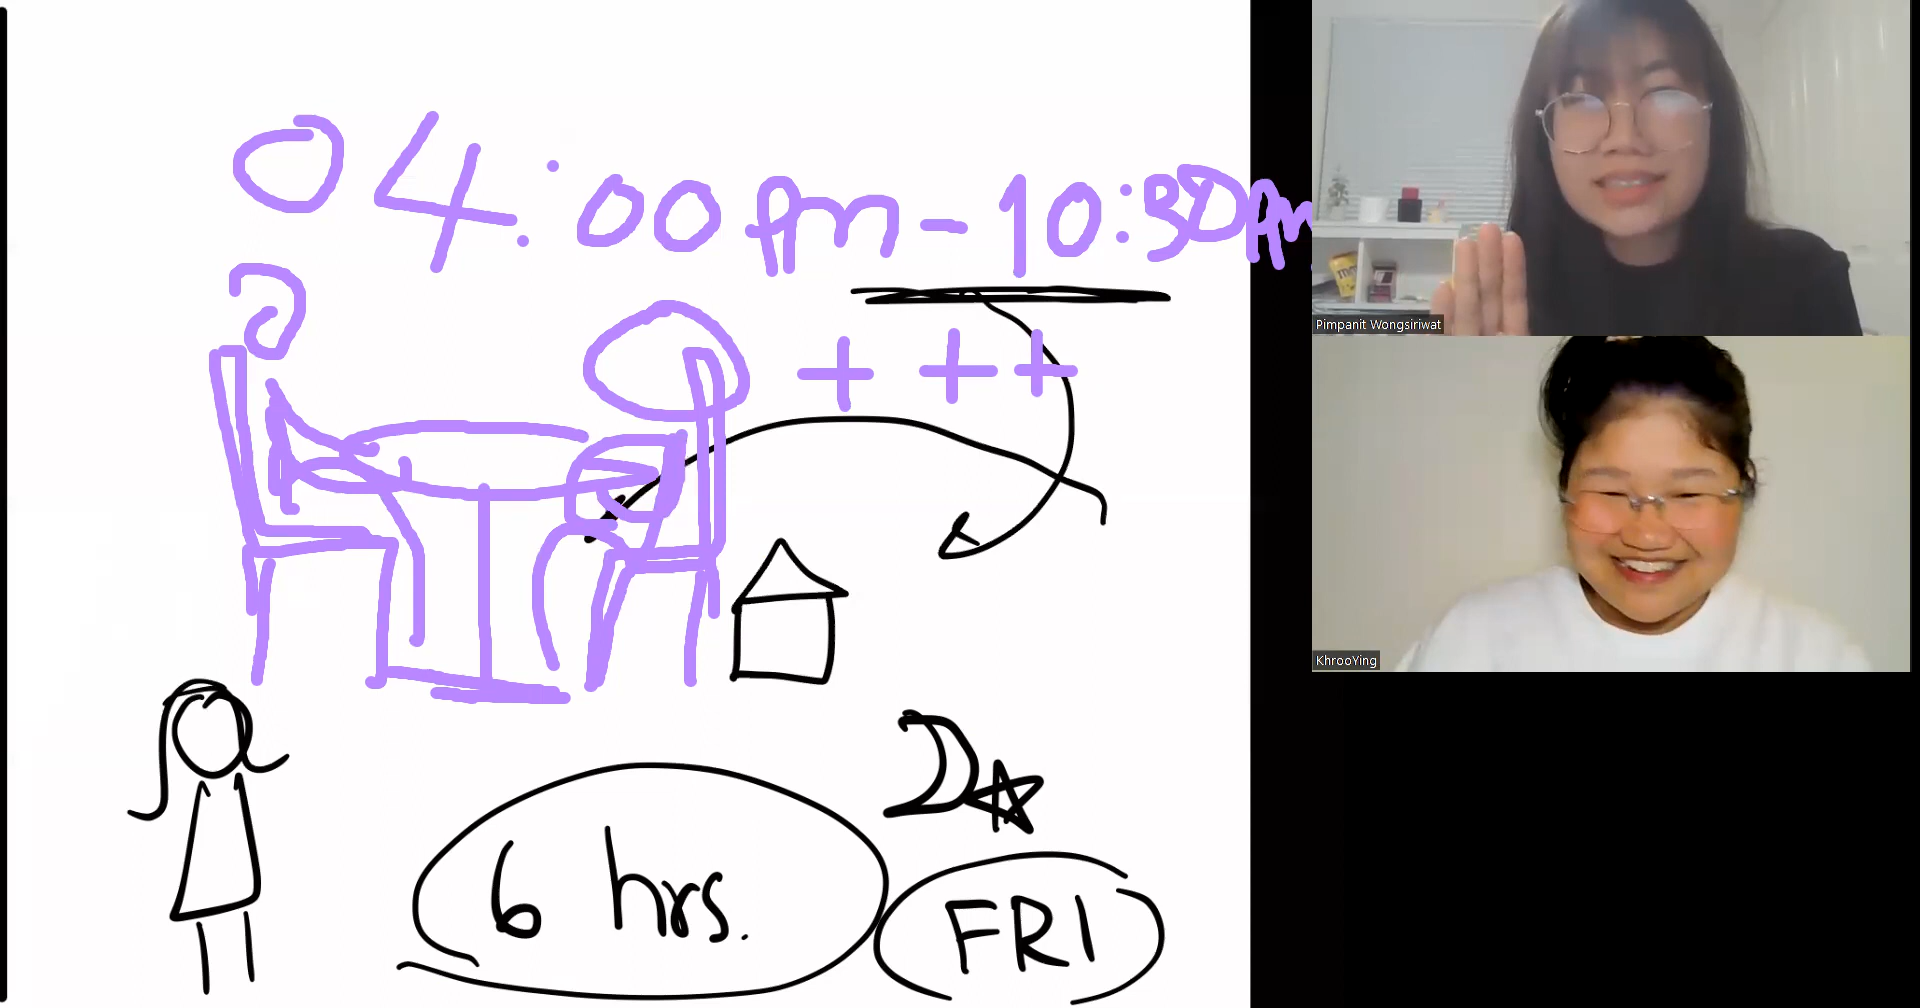 04:00 pm - 10:30 pm
+ ++
6 hrs.
FRI
Pimpanit Wongsiriwat
KhrooYing